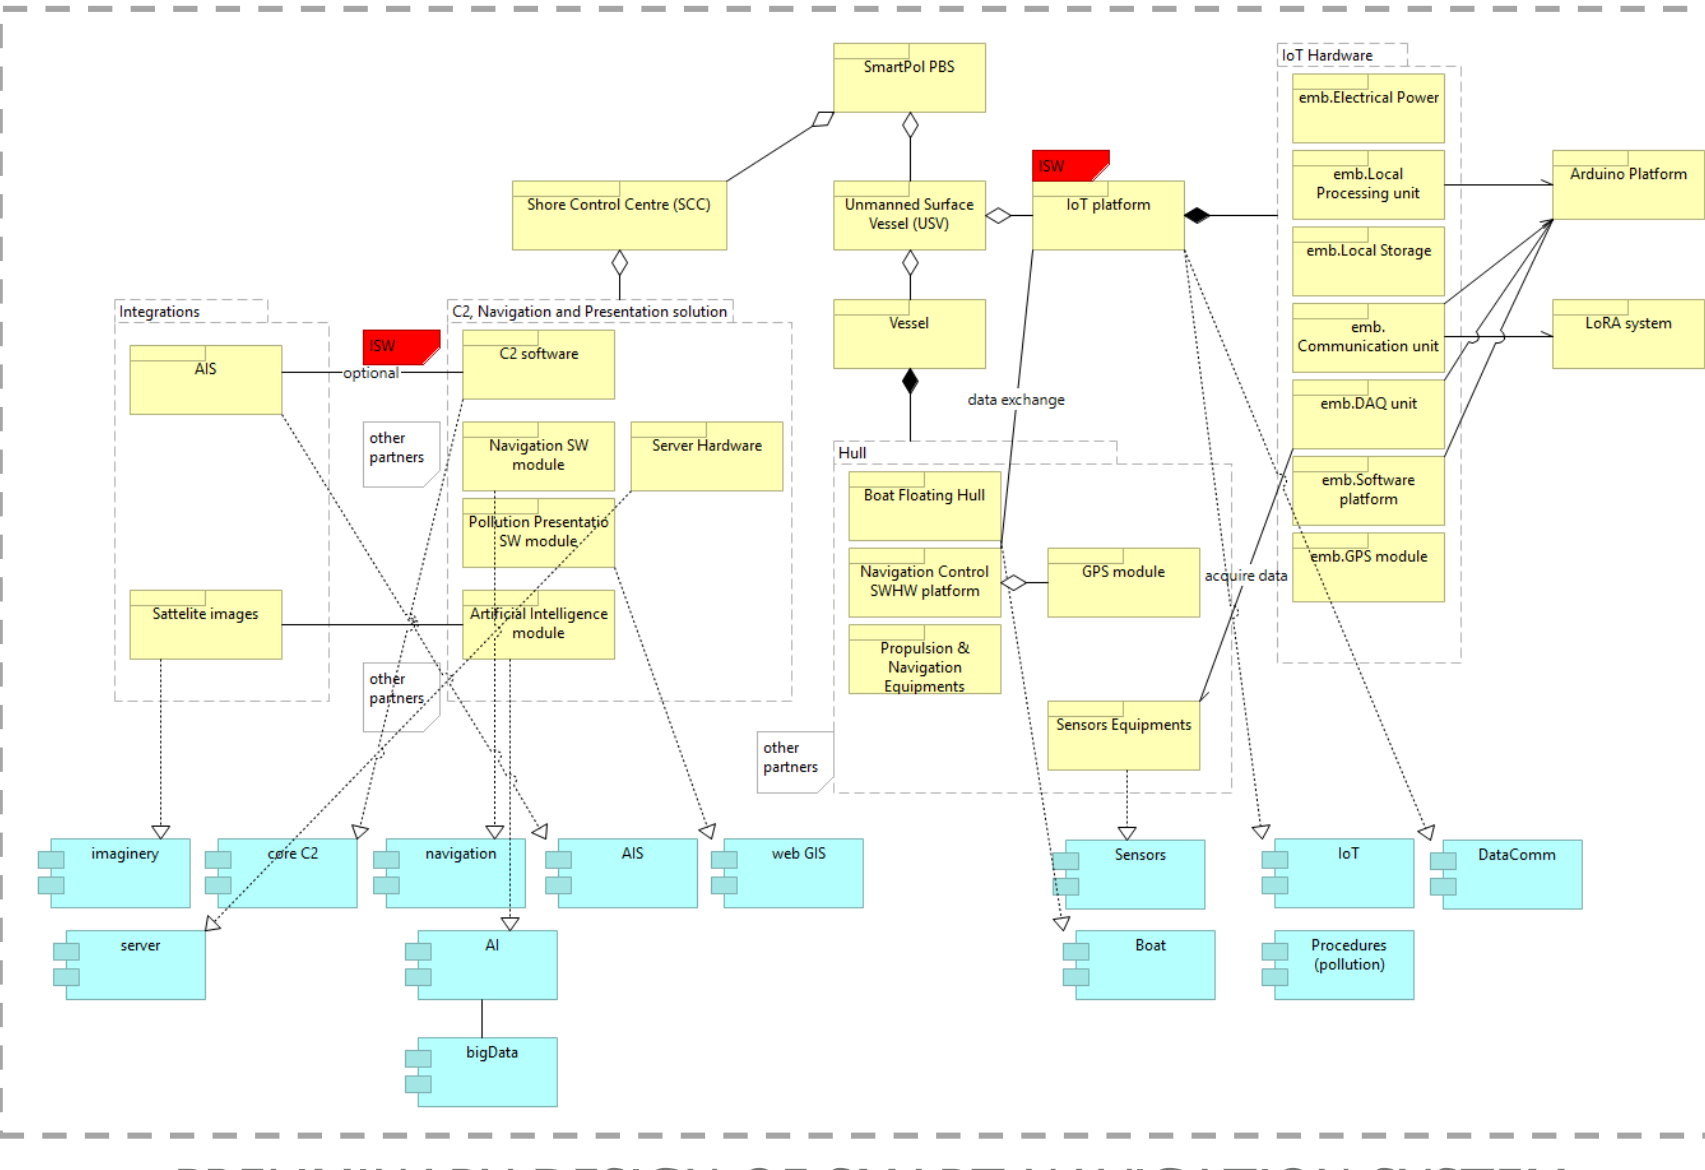 SmartPol PBS
IoT Hardware
emb.Electrical Power
ISW
emb.Local
Processing unit
Arduino Platform
Shore Control Centre (SCC)
Unmanned Surface
Vessel (USV)
IoT platform
emb.Local Storage
Integrations
C2, Navigation and Presentation solution
Vessel
emb.
Communication unit
LoRA system
ISW
C2 software
AIS
optional
data exchange
emb.DAQ unit
other
partners
Navigation SW
module
Server Hardware
Hull
Boat Floating Hull
emb.Software
platform
Pollution Presentatio
SW module
Navigation Control
SWHW platform
GPS module
acquire data
emb.GPS module
Sattelite images
Artificial Intelligence
module
Propulsion &
Navigation
Equipments
other
partners
Sensors Equipments
other
partners
imaginery
core C2
navigation
AIS
web GIS
Sensors
IoT
DataComm
server
AI
Boat
Procedures
(pollution)
bigData